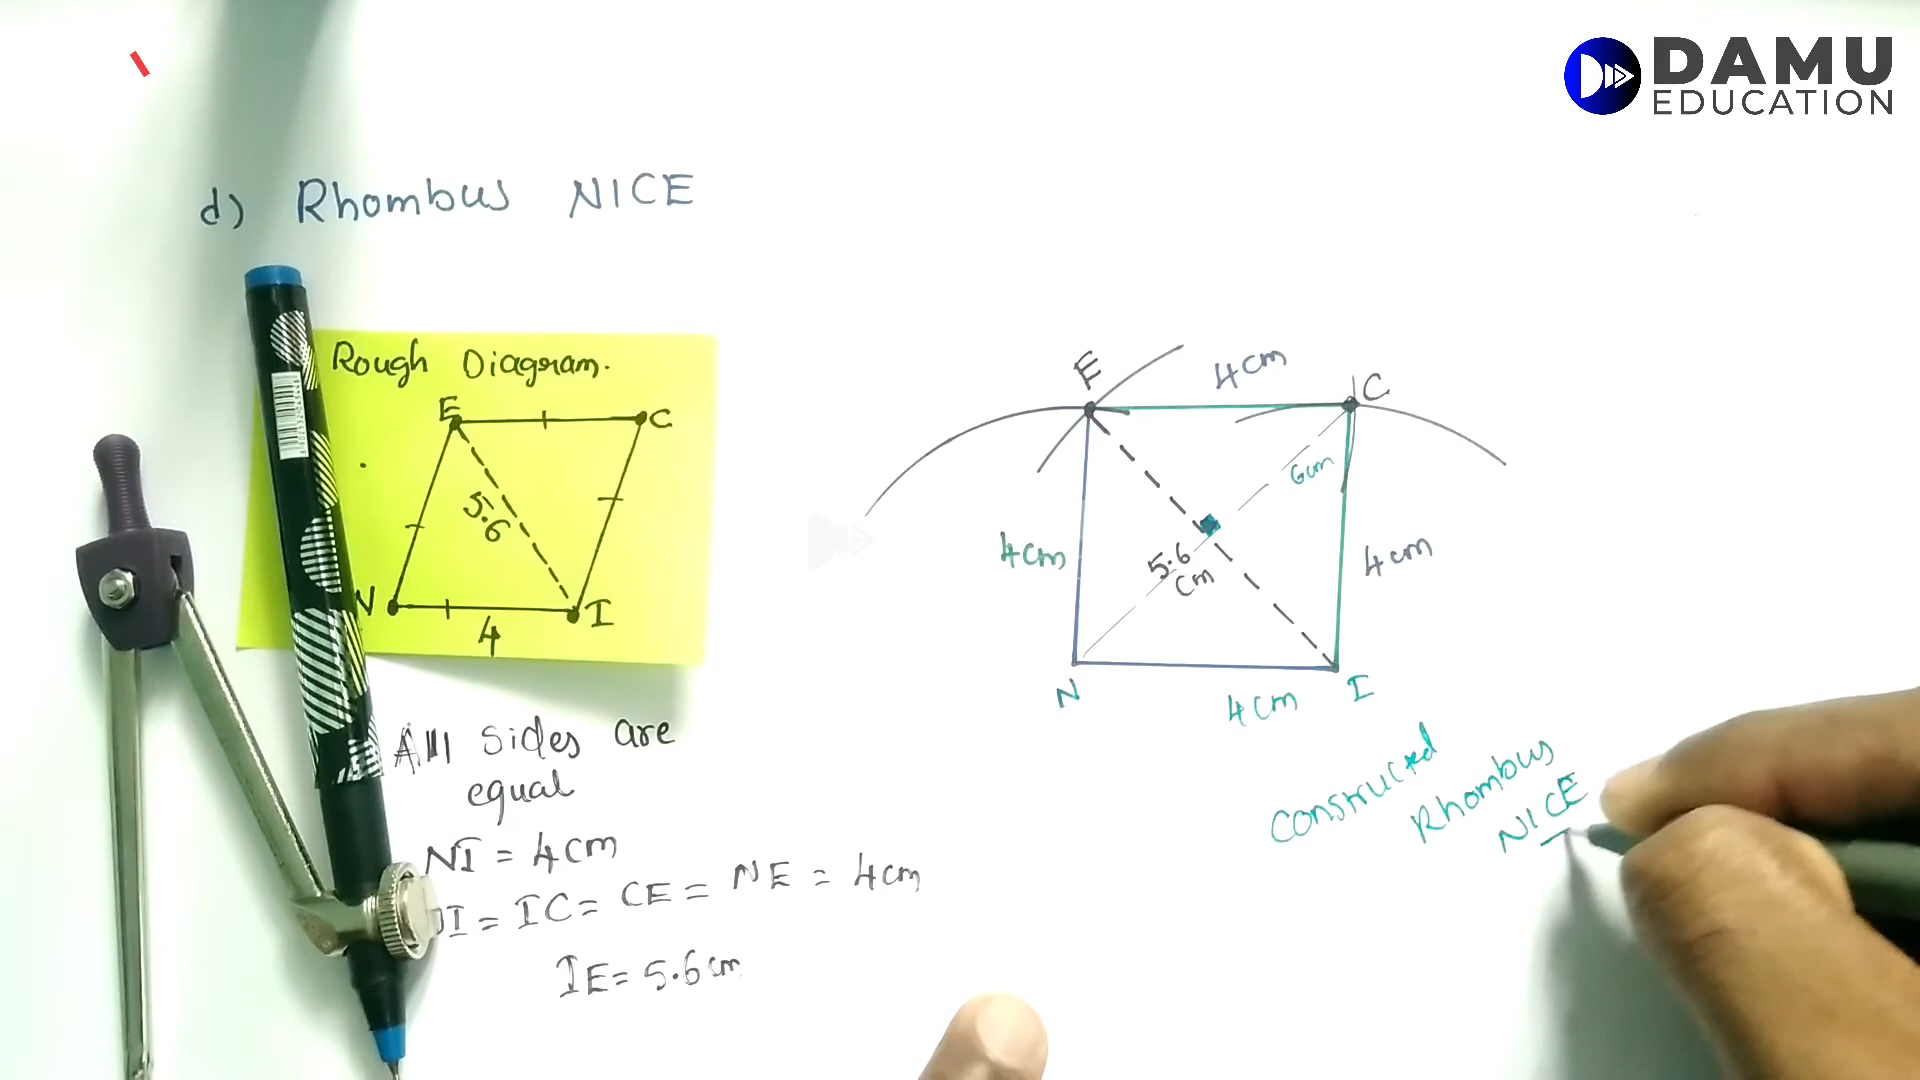 DAMU
EDUCATION
d) Rhombus NICE
Rough Diagram.
E
C
5.6
N
I
4
All sides are
equal
NI = 4cm
I = IC = CE = NE = 4cm
IE = 5.6cm
E
4cm
C
6cm
4cm
5.6
cm
4cm
N
4cm
I
Constructed
Rhombus
NICE